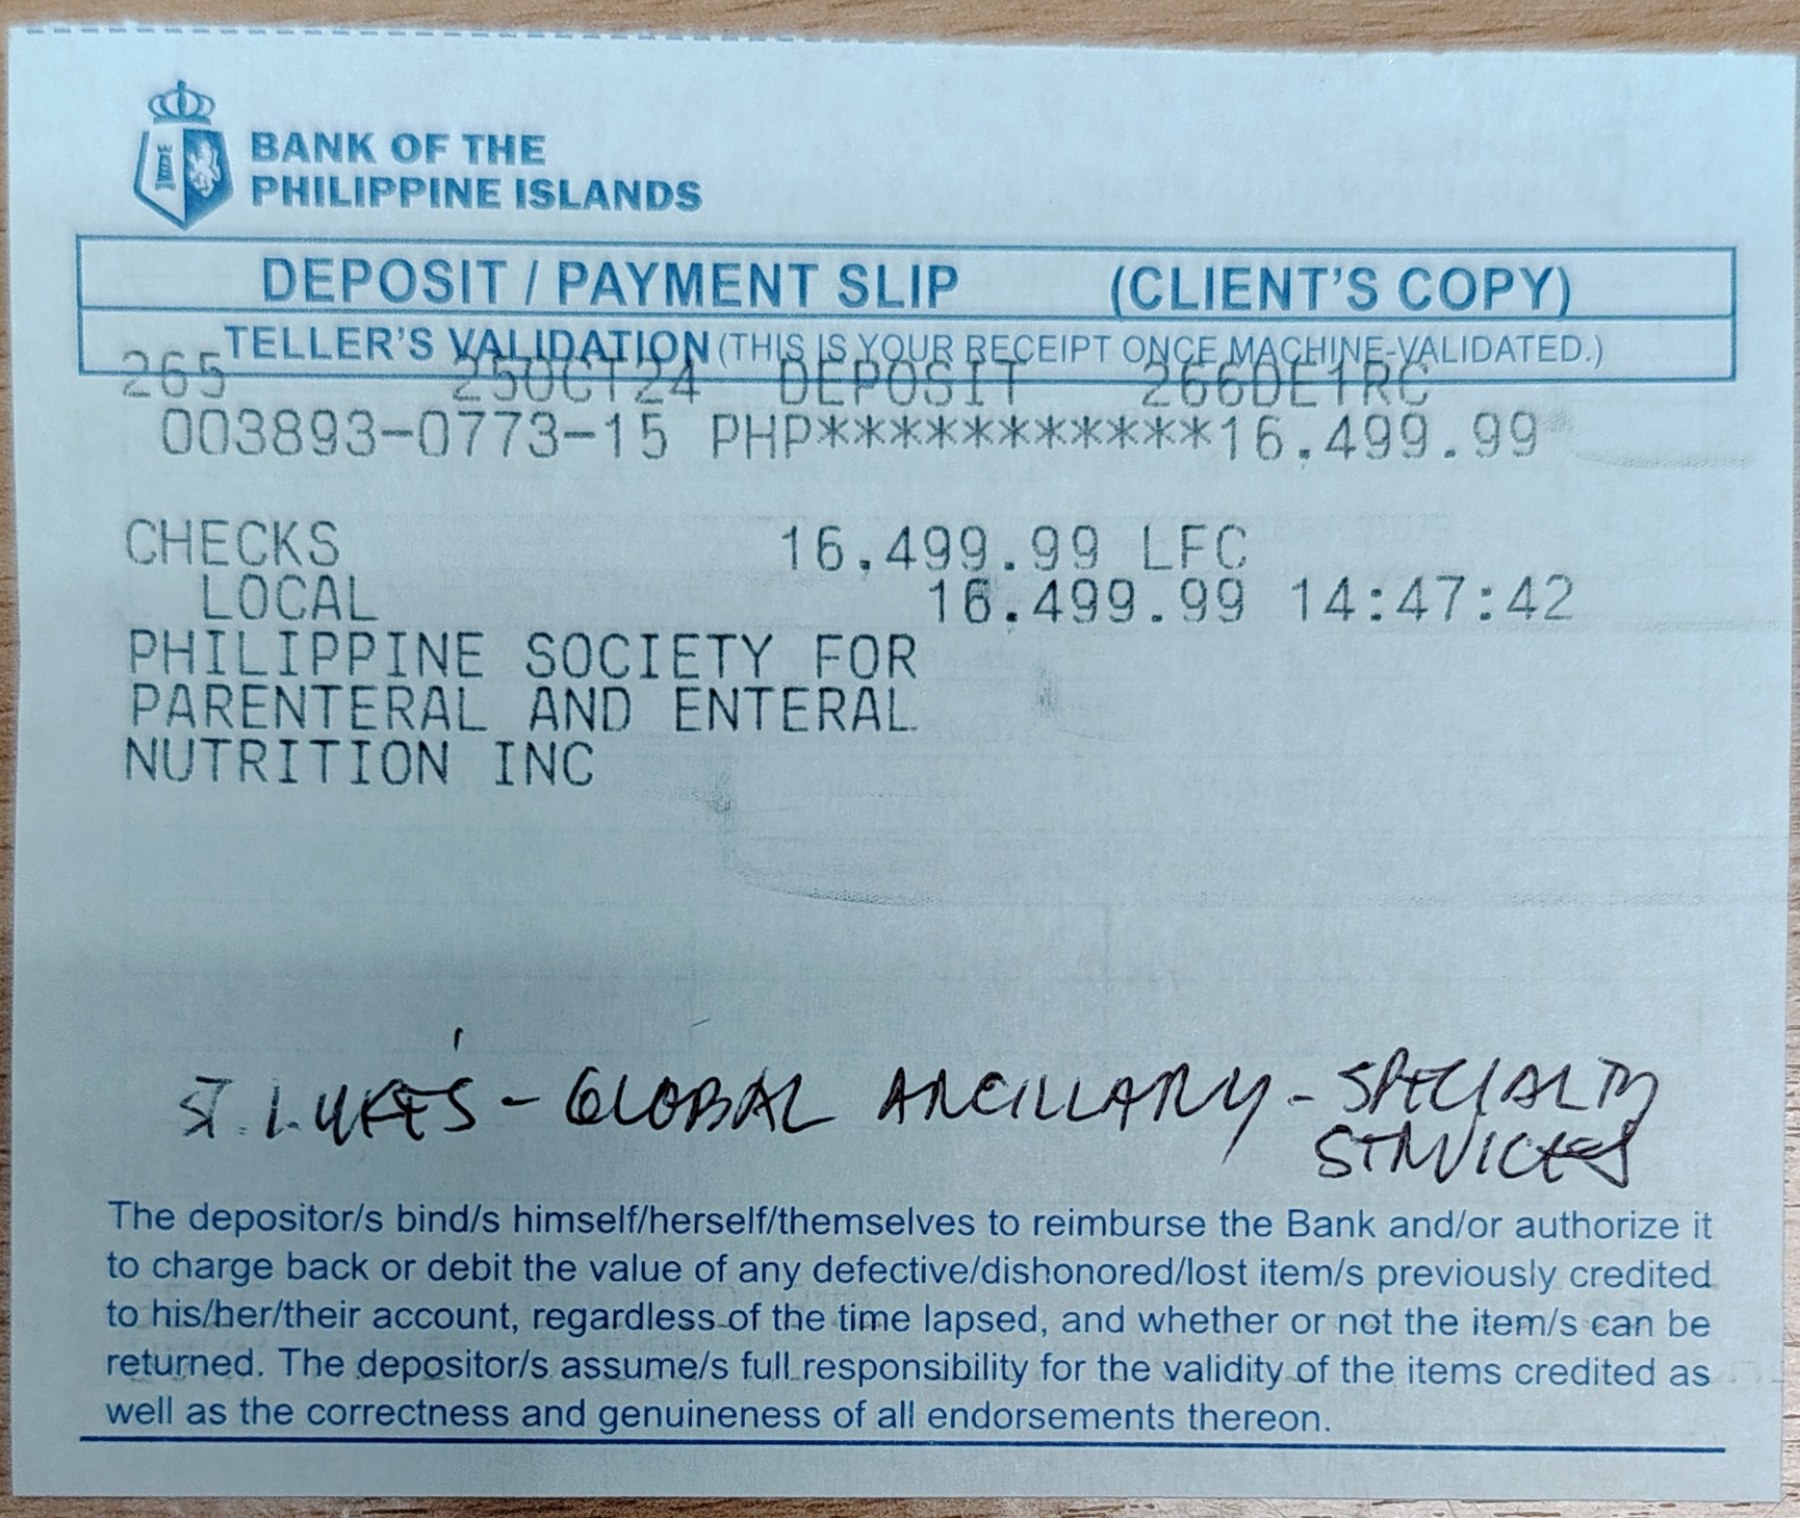 BANK OF THE
PHILIPPINE ISLANDS
DEPOSIT / PAYMENT SLIP (CLIENT'S COPY)
TELLER'S VALIDATION (THIS IS YOUR RECEIPT ONCE MACHINE-VALIDATED.)
265 25OCT24 DEPOSIT 266DE1RC
003893-0773-15 PHP***********16,499.99
CHECKS 16,499.99 LFC
LOCAL 16,499.99 14:47:42
PHILIPPINE SOCIETY FOR
PARENTERAL AND ENTERAL
NUTRITION INC
ST. LUKE'S - GLOBAL ANCILLARY - SPECIALTY
SERVICES
The depositor/s bind/s himself/herself/themselves to reimburse the Bank and/or authorize it
to charge back or debit the value of any defective/dishonored/lost item/s previously credited
to his/her/their account, regardless of the time lapsed, and whether or not the item/s can be
returned. The depositor/s assume/s full responsibility for the validity of the items credited as
well as the correctness and genuineness of all endorsements thereon.